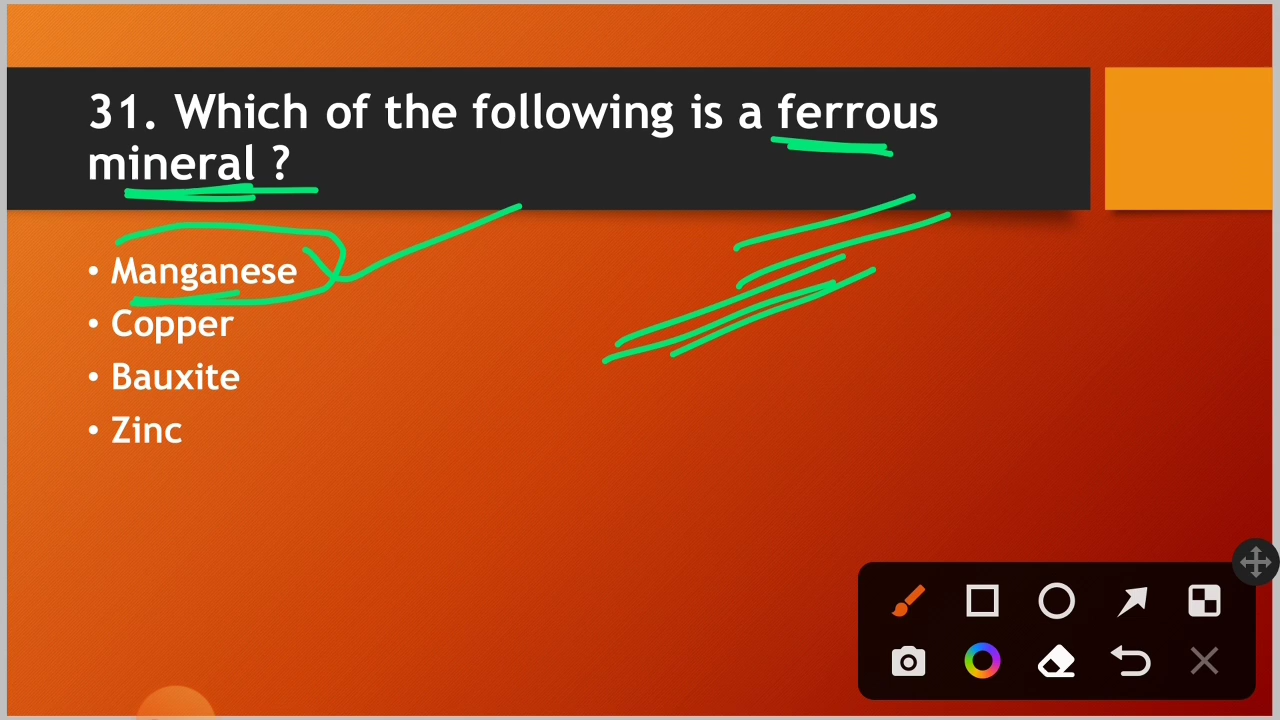 31. Which of the following is a ferrous
mineral ?
• Manganese
• Copper
• Bauxite
• Zinc